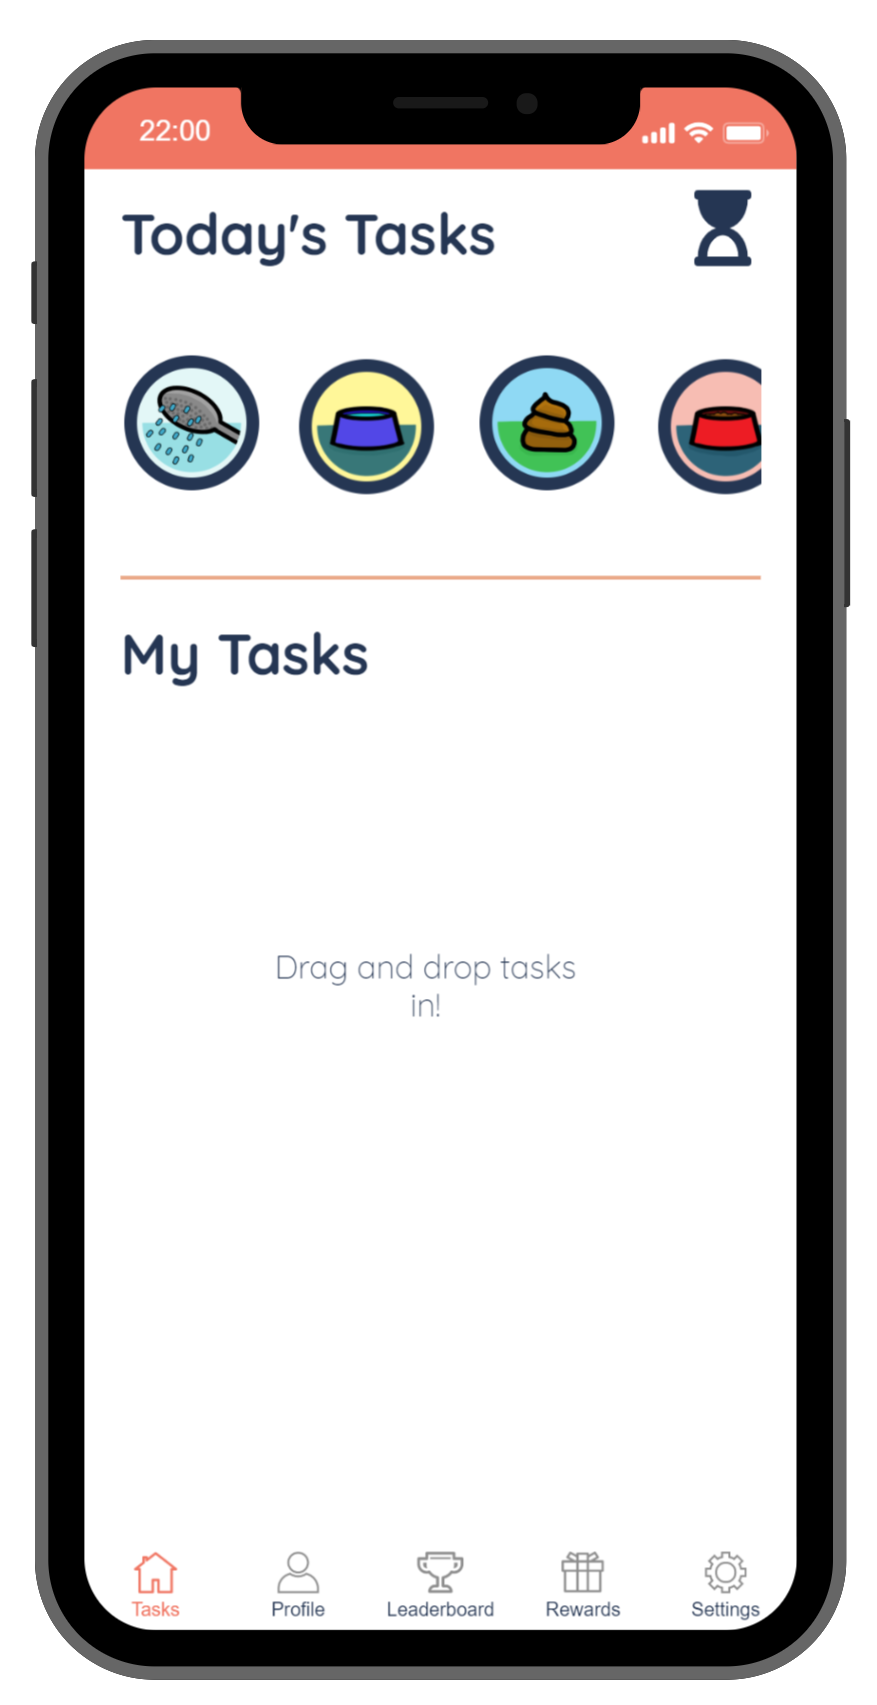 22:00
Today's Tasks
My Tasks
Drag and drop tasks
in!
Tasks
Profile
Leaderboard
Rewards
Settings